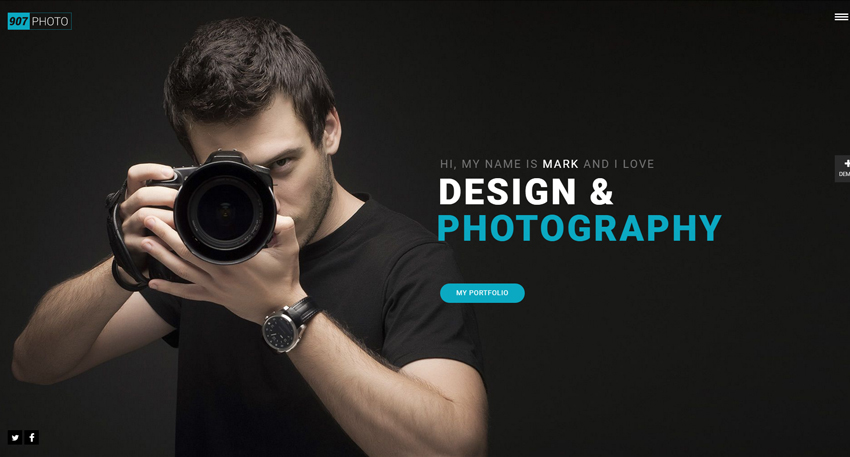 907 PHOTO
HI, MY NAME IS MARK AND I LOVE
DESIGN &
PHOTOGRAPHY
MY PORTFOLIO